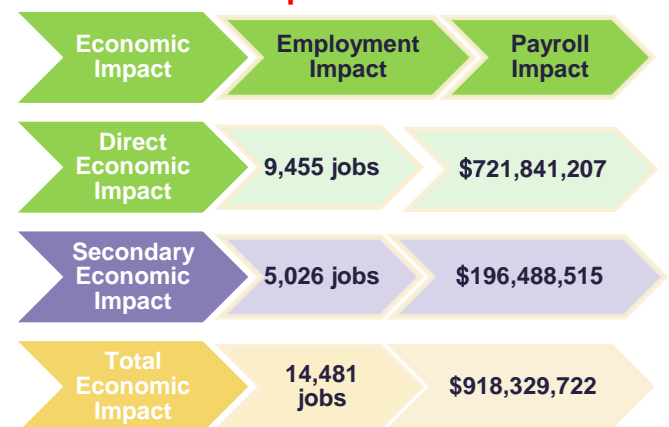 Economic
Impact
Employment
Impact
Payroll
Impact
Direct
Economic
Impact
9,455 jobs
$721,841,207
Secondary
Economic
Impact
5,026 jobs
$196,488,515
Total
Economic
Impact
14,481
jobs
$918,329,722